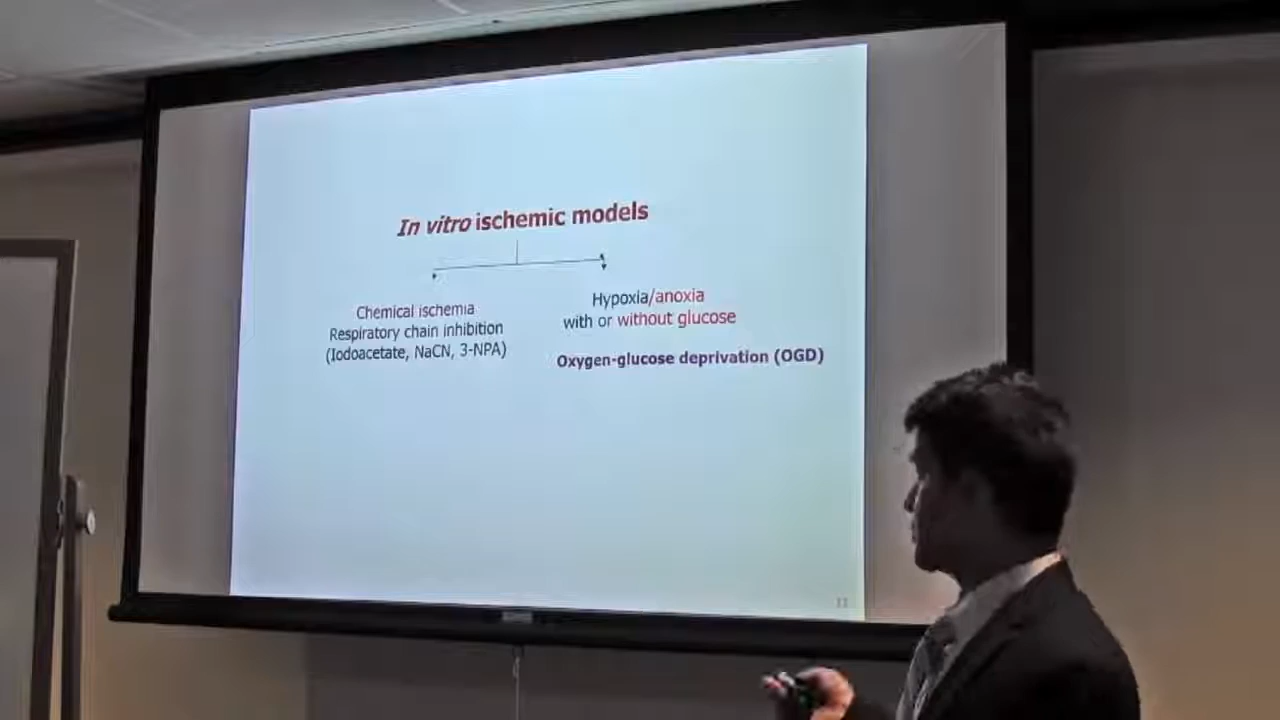 In vitro ischemic models
Chemical ischemia
Respiratory chain inhibition
(Iodoacetate, NaCN, 3-NPA)
Hypoxia/anoxia
with or without glucose
Oxygen-glucose deprivation (OGD)
11